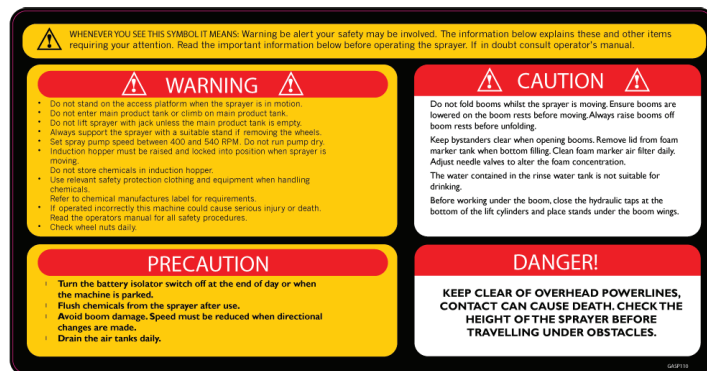 WHENEVER YOU SEE THIS SYMBOL IT MEANS: Warning be alert your safety may be involved. The information below explains these and other items
requiring your attention. Read the important information below before operating the sprayer. If in doubt consult operator's manual.
WARNING
• Do not stand on the access platform when the sprayer is in motion.
• Do not enter main product tank or climb on main product tank.
• Do not lift sprayer with jack unless the main product tank is empty.
• Always support the sprayer with a suitable stand if removing the wheels.
• Set spray pump speed between 400 and 540 RPM. Do not run pump dry.
• Induction hopper must be raised and locked into position when sprayer is
moving.
Do not store chemicals in induction hopper.
• Use relevant safety protection clothing and equipment when handling
chemicals.
Refer to chemical manufactures label for requirements.
• If operated incorrectly this machine could cause serious injury or death.
Read the operators manual for all safety procedures.
• Check wheel nuts daily.
CAUTION
Do not fold booms whilst the sprayer is moving. Ensure booms are
lowered on the boom rests before moving. Always raise booms off
boom rests before unfolding.
Keep bystanders clear when opening booms. Remove lid from foam
marker tank when bottom filling. Clean foam marker air filter daily.
Adjust needle valves to alter the foam concentration.
The water contained in the rinse water tank is not suitable for
drinking.
Before working under the boom, close the hydraulic taps at the
bottom of the lift cylinders and place stands under the boom wings.
PRECAUTION
Turn the battery isolator switch off at the end of day or when
the machine is parked.
Flush chemicals from the sprayer after use.
Avoid boom damage. Speed must be reduced when directional
changes are made.
Drain the air tanks daily.
DANGER!
KEEP CLEAR OF OVERHEAD POWERLINES,
CONTACT CAN CAUSE DEATH. CHECK THE
HEIGHT OF THE SPRAYER BEFORE
TRAVELLING UNDER OBSTACLES.
GASP110